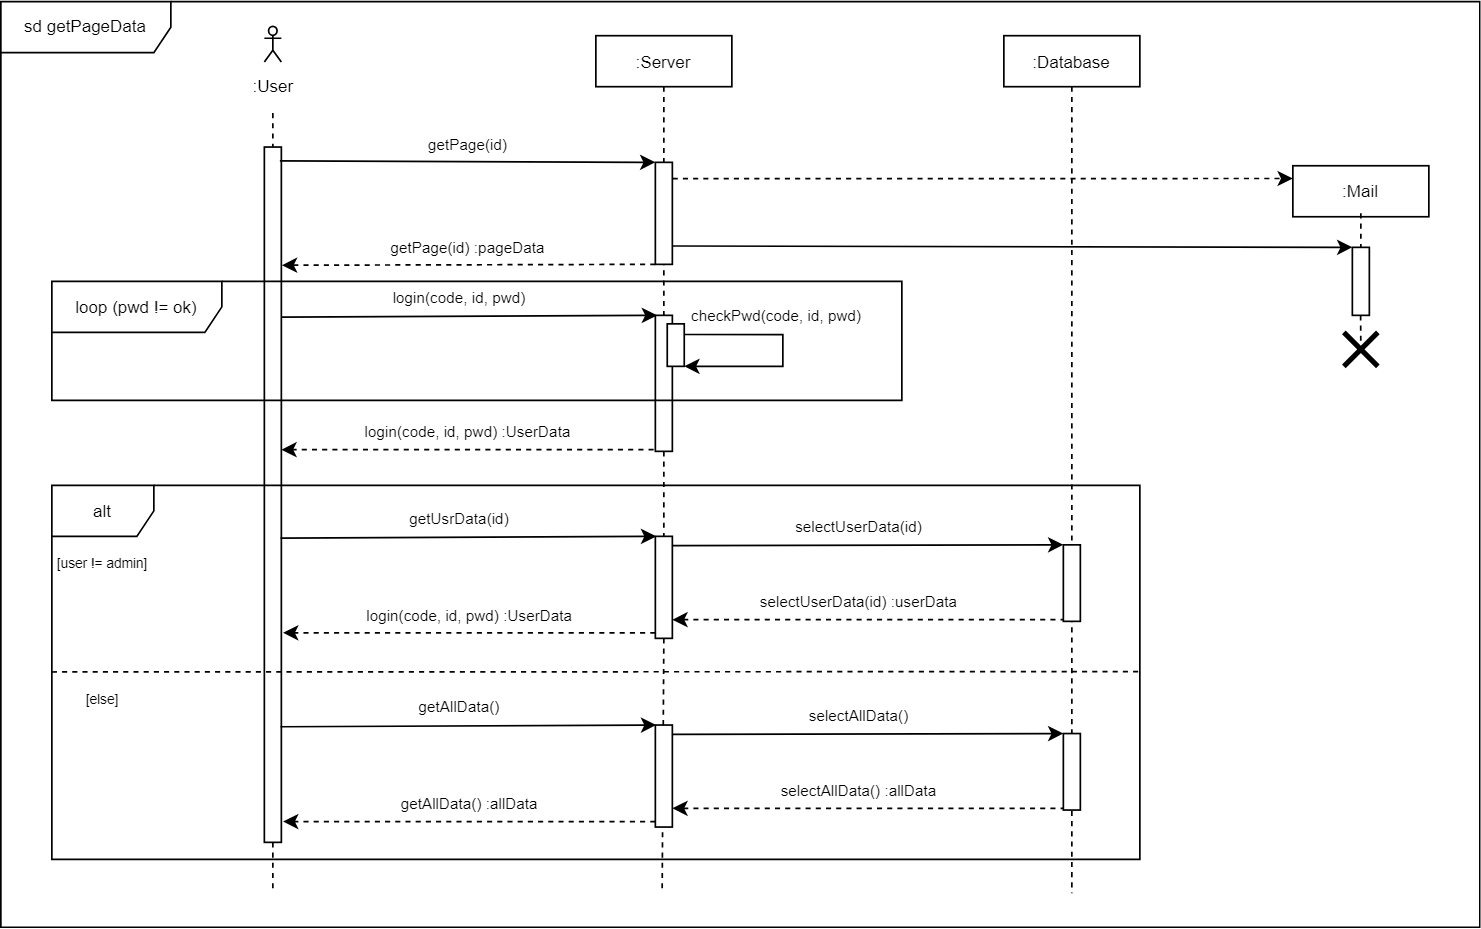 sd getPageData
:User
:Server
:Database
getPage(id)
:Mail
getPage(id) :pageData
loop (pwd != ok)
login(code, id, pwd)
checkPwd(code, id, pwd)
login(code, id, pwd) :UserData
alt
[user != admin]
getUsrData(id)
selectUserData(id)
selectUserData(id) :userData
login(code, id, pwd) :UserData
[else]
getAllData()
selectAllData()
selectAllData() :allData
getAllData() :allData